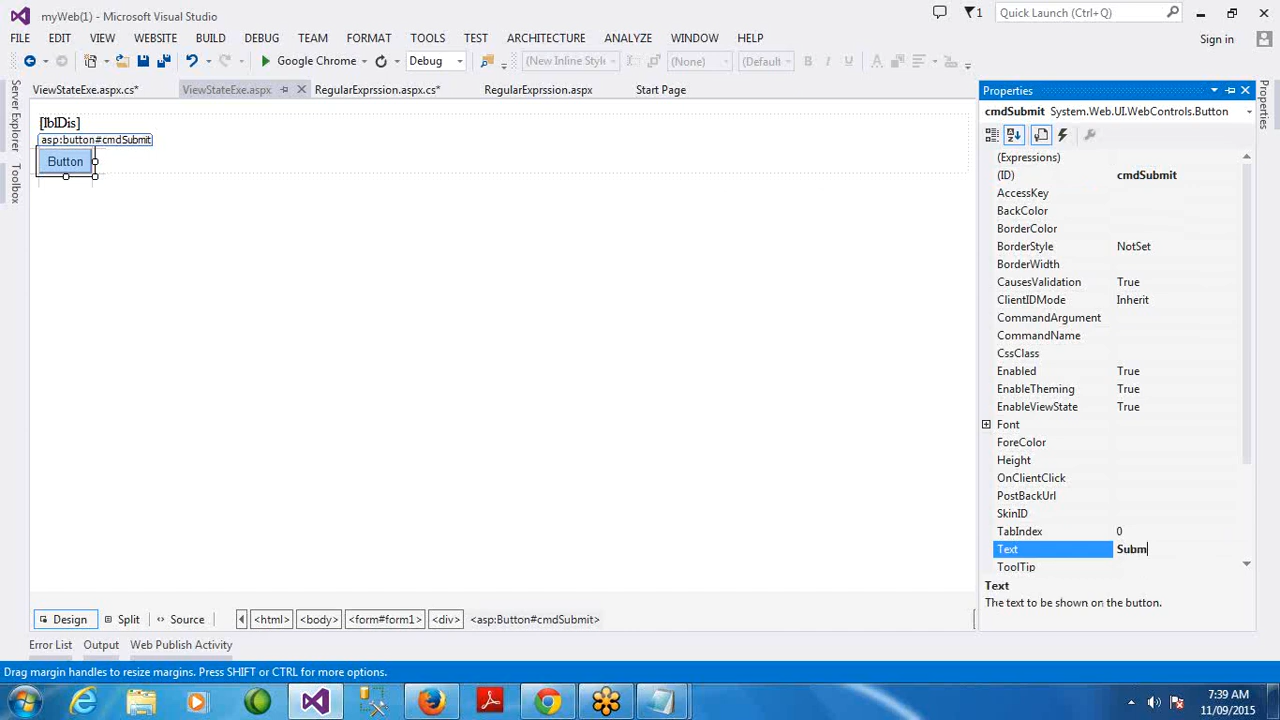 myWeb(1) - Microsoft Visual Studio
1
Quick Launch (Ctrl+Q)
FILE EDIT VIEW WEBSITE BUILD DEBUG TEAM FORMAT TOOLS TEST ARCHITECTURE ANALYZE WINDOW HELP
Sign in
Google Chrome
Debug
(New Inline Style
(None)
(Default
B I U A
ViewStateExe.aspx.cs*
ViewStateExe.aspx
RegularExprssion.aspx.cs*
RegularExprssion.aspx
Start Page
Server Explorer
Toolbox
[lblDis]
asp:button#cmdSubmit
Button
Properties
cmdSubmit System.Web.UI.WebControls.Button
(Expressions)
(ID) cmdSubmit
AccessKey
BackColor
BorderColor
BorderStyle NotSet
BorderWidth
CausesValidation True
ClientIDMode Inherit
CommandArgument
CommandName
CssClass
Enabled True
EnableTheming True
EnableViewState True
Font
ForeColor
Height
OnClientClick
PostBackUrl
SkinID
TabIndex 0
Text Subm
ToolTip
Text
The text to be shown on the button.
Properties
Design Split Source <html> <body> <form#form1> <div> <asp:Button#cmdSubmit>
Error List Output Web Publish Activity
Drag margin handles to resize margins. Press SHIFT or CTRL for more options.
7:39 AM
11/09/2015